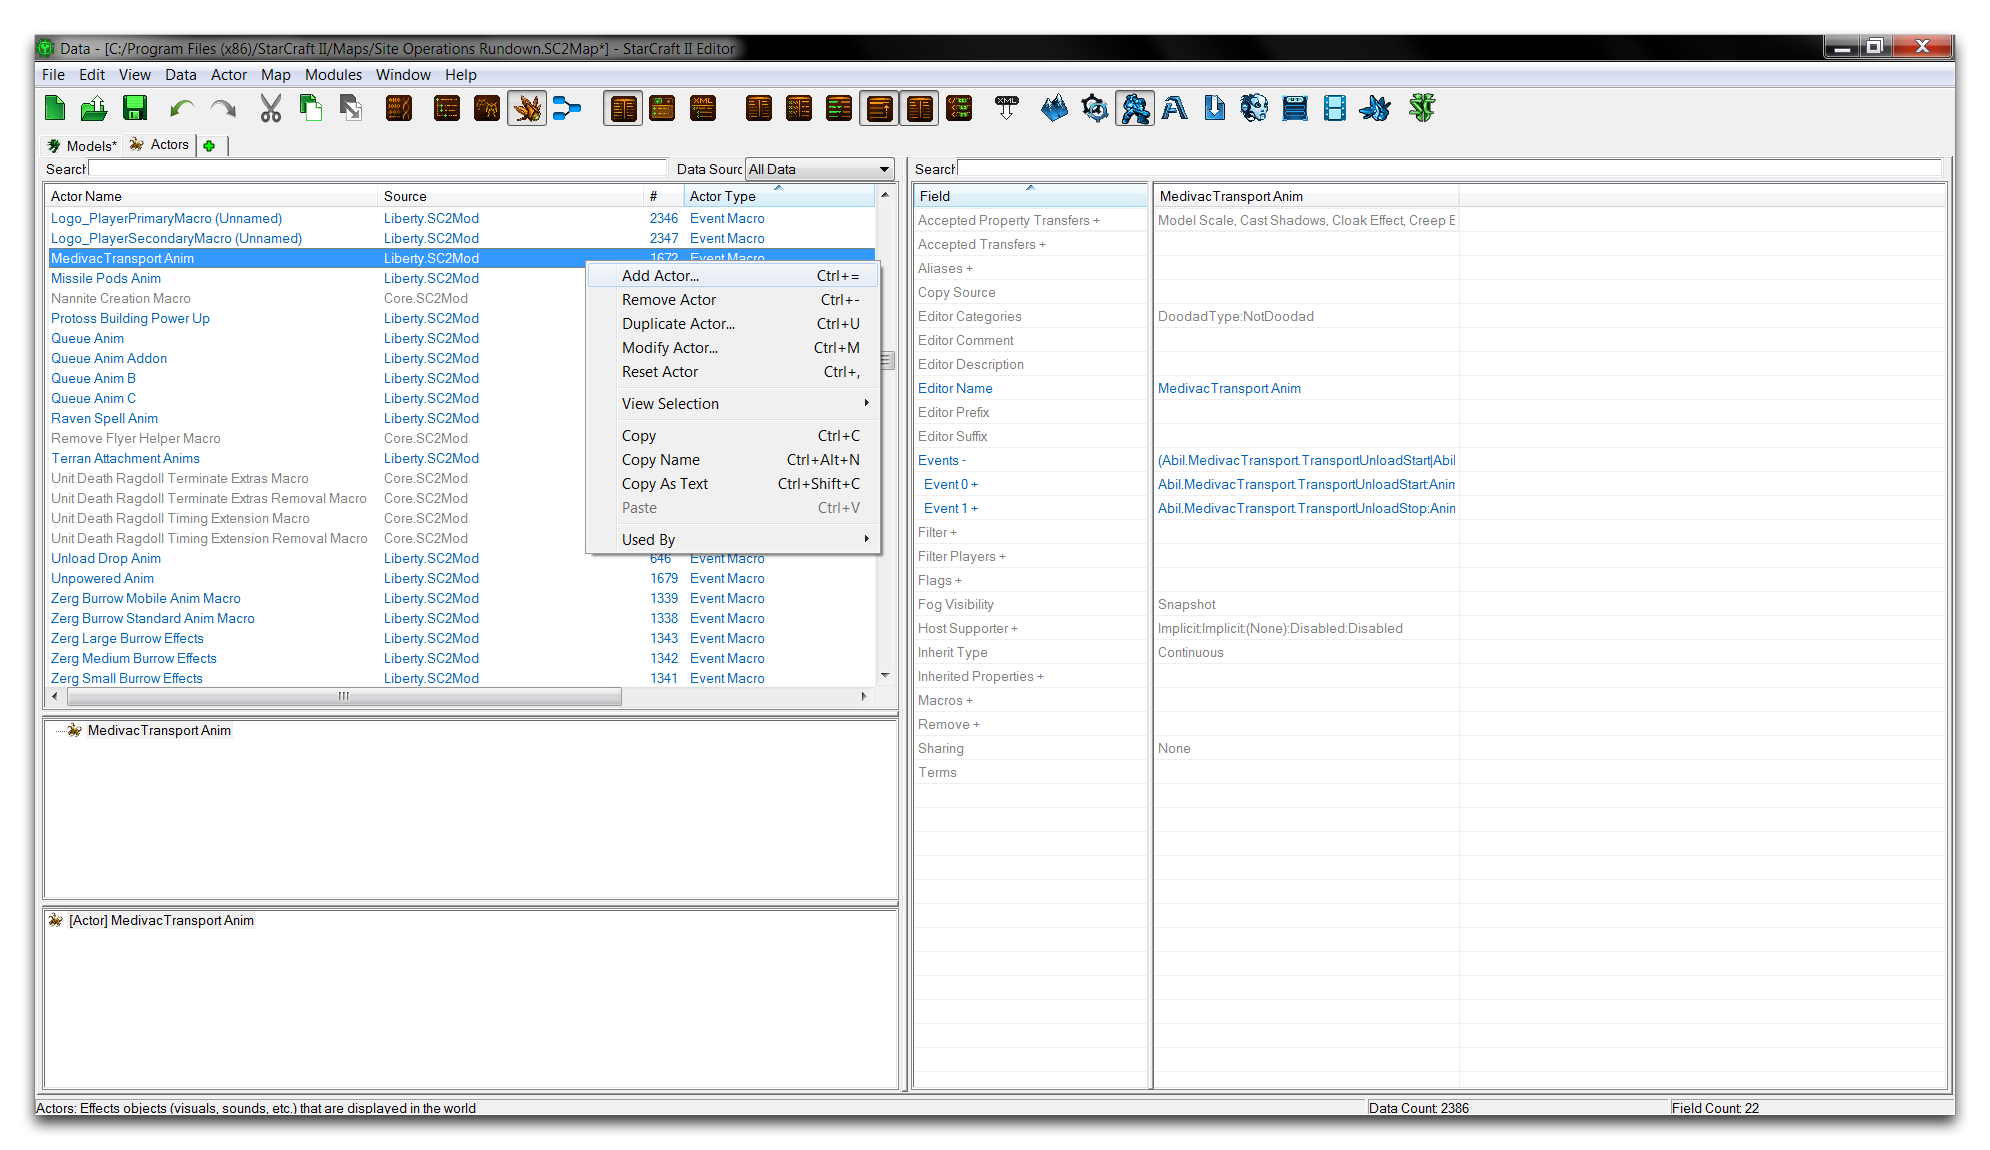 Data - [C:/Program Files (x86)/StarCraft II/Maps/Site Operations Rundown.SC2Map*] - StarCraft II Editor
File Edit View Data Actor Map Modules Window Help
Models* Actors
Search Data Sourc All Data
Actor Name Source # Actor Type
Logo_PlayerPrimaryMacro (Unnamed) Liberty.SC2Mod 2346 Event Macro
Logo_PlayerSecondaryMacro (Unnamed) Liberty.SC2Mod 2347 Event Macro
MedivacTransport Anim Liberty.SC2Mod 1672 Event Macro
Missile Pods Anim Liberty.SC2Mod
Nannite Creation Macro Core.SC2Mod
Protoss Building Power Up Liberty.SC2Mod
Queue Anim Liberty.SC2Mod
Queue Anim Addon Liberty.SC2Mod
Queue Anim B Liberty.SC2Mod
Queue Anim C Liberty.SC2Mod
Raven Spell Anim Liberty.SC2Mod
Remove Flyer Helper Macro Core.SC2Mod
Terran Attachment Anims Liberty.SC2Mod
Unit Death Ragdoll Terminate Extras Macro Core.SC2Mod
Unit Death Ragdoll Terminate Extras Removal Macro Core.SC2Mod
Unit Death Ragdoll Timing Extension Macro Core.SC2Mod
Unit Death Ragdoll Timing Extension Removal Macro Core.SC2Mod
Unload Drop Anim Liberty.SC2Mod 646 Event Macro
Unpowered Anim Liberty.SC2Mod 1679 Event Macro
Zerg Burrow Mobile Anim Macro Liberty.SC2Mod 1339 Event Macro
Zerg Burrow Standard Anim Macro Liberty.SC2Mod 1338 Event Macro
Zerg Large Burrow Effects Liberty.SC2Mod 1343 Event Macro
Zerg Medium Burrow Effects Liberty.SC2Mod 1342 Event Macro
Zerg Small Burrow Effects Liberty.SC2Mod 1341 Event Macro
Add Actor... Ctrl+=
Remove Actor Ctrl+-
Duplicate Actor... Ctrl+U
Modify Actor... Ctrl+M
Reset Actor Ctrl+,
View Selection
Copy Ctrl+C
Copy Name Ctrl+Alt+N
Copy As Text Ctrl+Shift+C
Paste Ctrl+V
Used By
MedivacTransport Anim
[Actor] MedivacTransport Anim
Search
Field MedivacTransport Anim
Accepted Property Transfers + Model Scale, Cast Shadows, Cloak Effect, Creep E
Accepted Transfers +
Aliases +
Copy Source
Editor Categories DoodadType:NotDoodad
Editor Comment
Editor Description
Editor Name MedivacTransport Anim
Editor Prefix
Editor Suffix
Events - (Abil.MedivacTransport.TransportUnloadStart|Abil
Event 0 + Abil.MedivacTransport.TransportUnloadStart:Anim
Event 1 + Abil.MedivacTransport.TransportUnloadStop:Anim
Filter +
Filter Players +
Flags +
Fog Visibility Snapshot
Host Supporter + Implicit:Implicit:(None):Disabled:Disabled
Inherit Type Continuous
Inherited Properties +
Macros +
Remove +
Sharing None
Terms
Actors: Effects objects (visuals, sounds, etc.) that are displayed in the world Data Count: 2386 Field Count: 22